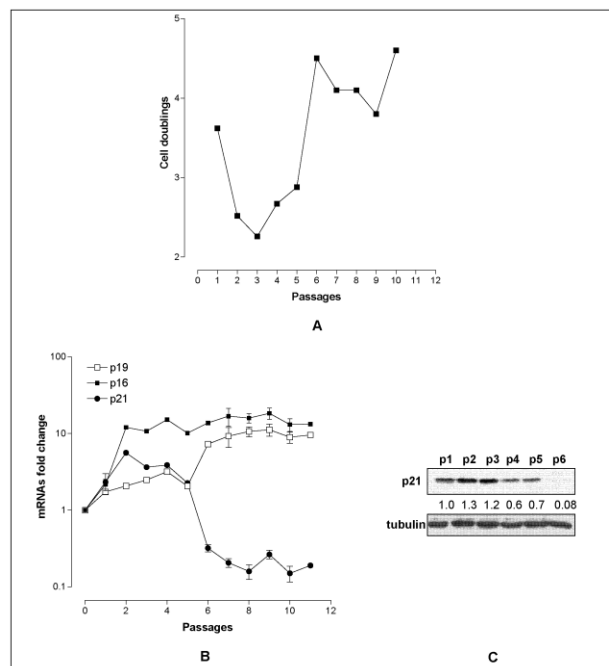 5
4
3
2
Cell doublings
0 1 2 3 4 5 6 7 8 9 10 11 12
Passages
A
p19
p16
p21
100
10
1
0.1
mRNAs fold change
0 2 4 6 8 10 12
Passages
B
p1 p2 p3 p4 p5 p6
p21
1.0 1.3 1.2 0.6 0.7 0.08
tubulin
C